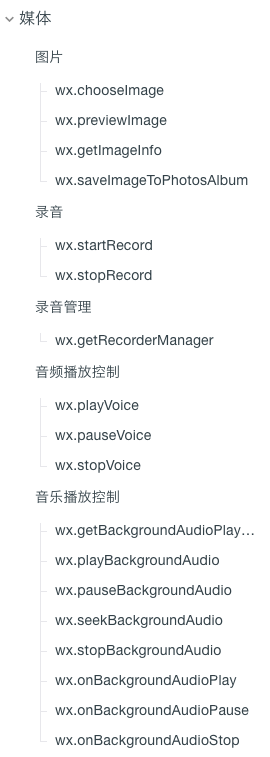 媒体
图片
wx.chooseImage
wx.previewImage
wx.getImageInfo
wx.saveImageToPhotosAlbum
录音
wx.startRecord
wx.stopRecord
录音管理
wx.getRecorderManager
音频播放控制
wx.playVoice
wx.pauseVoice
wx.stopVoice
音乐播放控制
wx.getBackgroundAudioPlay...
wx.playBackgroundAudio
wx.pauseBackgroundAudio
wx.seekBackgroundAudio
wx.stopBackgroundAudio
wx.onBackgroundAudioPlay
wx.onBackgroundAudioPause
wx.onBackgroundAudioStop